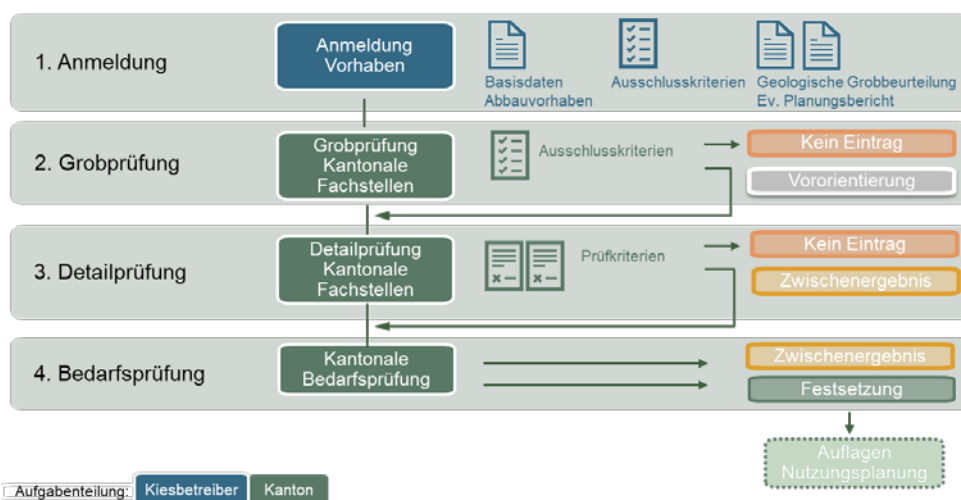 1. Anmeldung
Anmeldung
Vorhaben
Basisdaten
Abbauvorhaben
Ausschlusskriterien
Geologische Grobbeurteilung
Ev. Planungsbericht
2. Grobprüfung
Grobprüfung
Kantonale
Fachstellen
Ausschlusskriterien
Kein Eintrag
Vororientierung
3. Detailprüfung
Detailprüfung
Kantonale
Fachstellen
Prüfkriterien
Kein Eintrag
Zwischenergebnis
4. Bedarfsprüfung
Kantonale
Bedarfsprüfung
Zwischenergebnis
Festsetzung
Auflagen
Nutzungsplanung
Aufgabenteilung: Kiesbetreiber Kanton